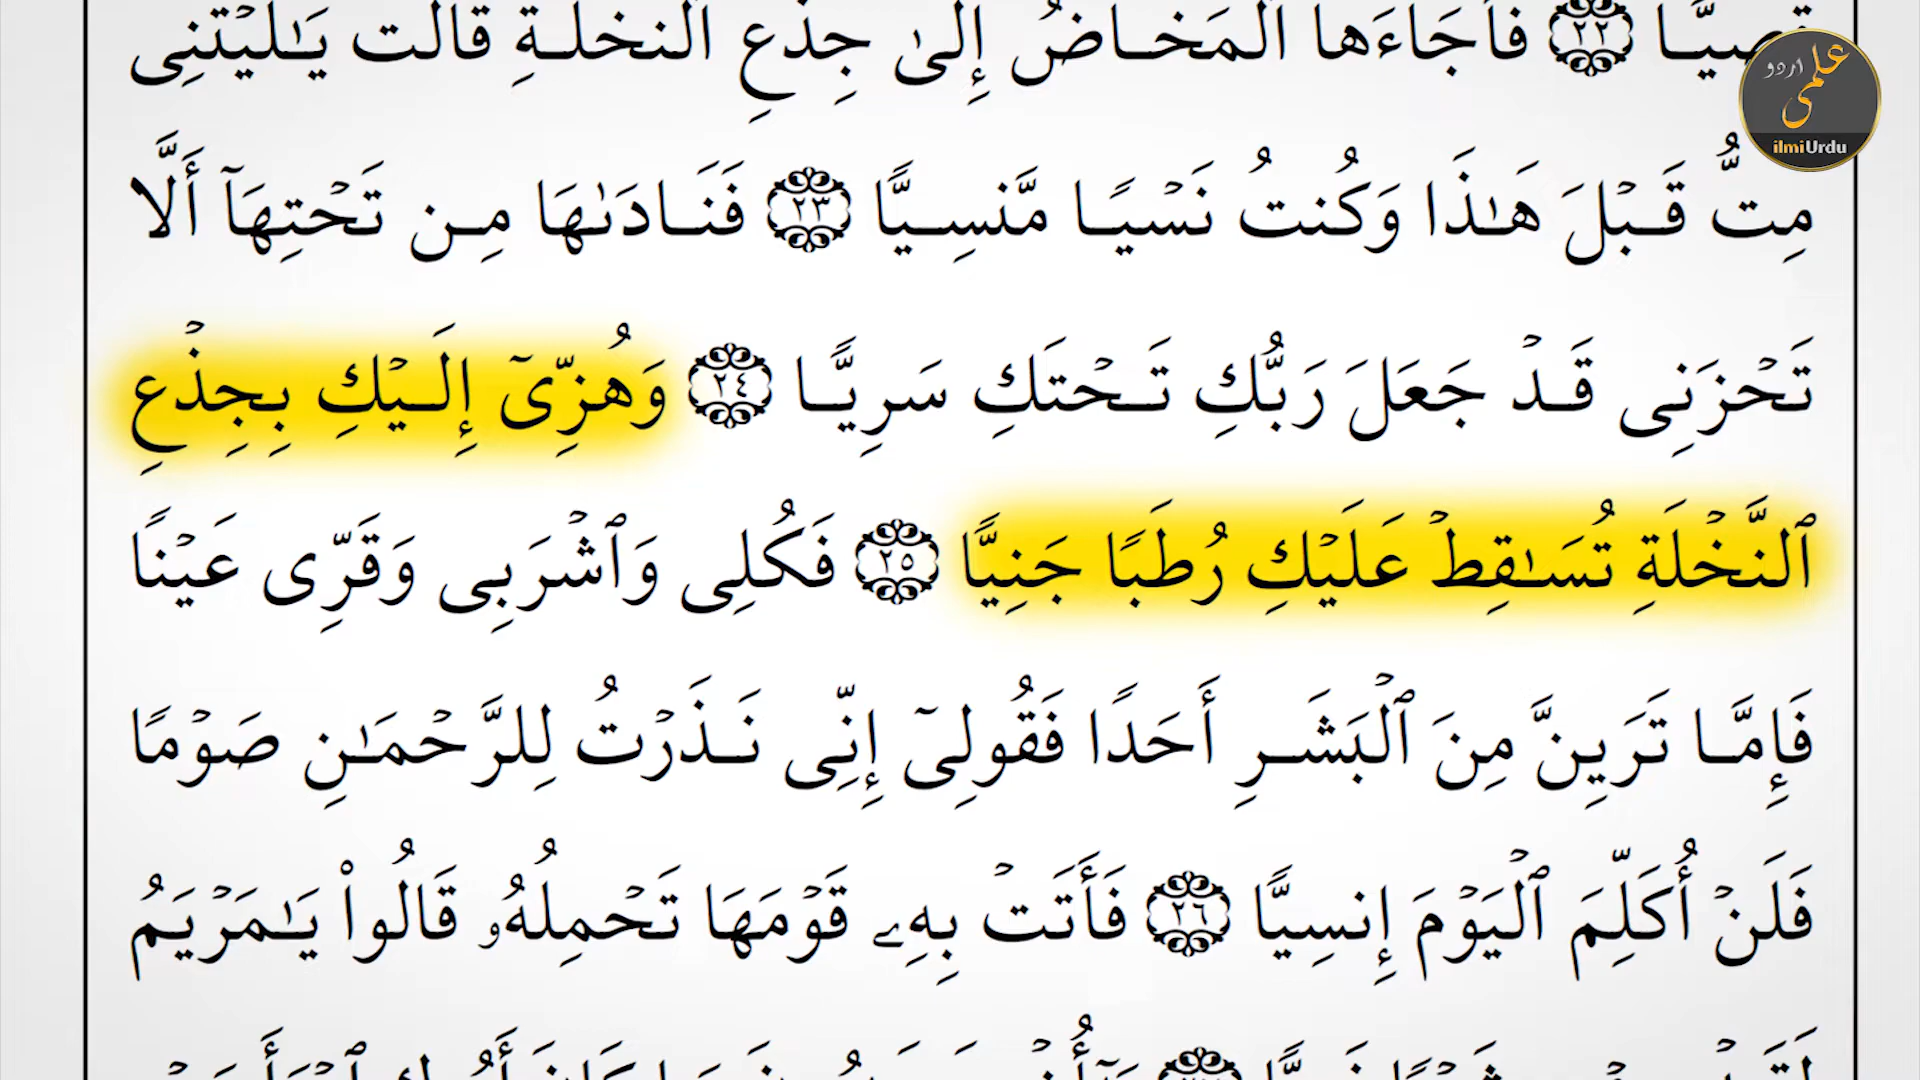 قَصِيًّا ٢٢ فَأَجَاءَهَا ٱلْمَخَاضُ إِلَىٰ جِذْعِ ٱلنَّخْلَةِ قَالَتْ يَـٰلَيْتَنِى
علمی اردو
ilmiUrdu
مِتُّ قَبْلَ هَـٰذَا وَكُنتُ نَسْيًا مَّنسِيًّا ٢٣ فَنَادَىٰهَا مِن تَحْتِهَآ أَلَّا
تَحْزَنِى قَدْ جَعَلَ رَبُّكِ تَحْتَكِ سَرِيًّا ٢٤ وَهُزِّىٓ إِلَيْكِ بِجِذْعِ
ٱلنَّخْلَةِ تُسَـٰقِطْ عَلَيْكِ رُطَبًا جَنِيًّا ٢٥ فَكُلِى وَٱشْرَبِى وَقَرِّى عَيْنًا
فَإِمَّا تَرَيِنَّ مِنَ ٱلْبَشَرِ أَحَدًا فَقُولِىٓ إِنِّى نَذَرْتُ لِلرَّحْمَـٰنِ صَوْمًا
فَلَنْ أُكَلِّمَ ٱلْيَوْمَ إِنسِيًّا ٢٦ فَأَتَتْ بِهِۦ قَوْمَهَا تَحْمِلُهُۥ قَالُوا۟ يَـٰمَرْيَمُ